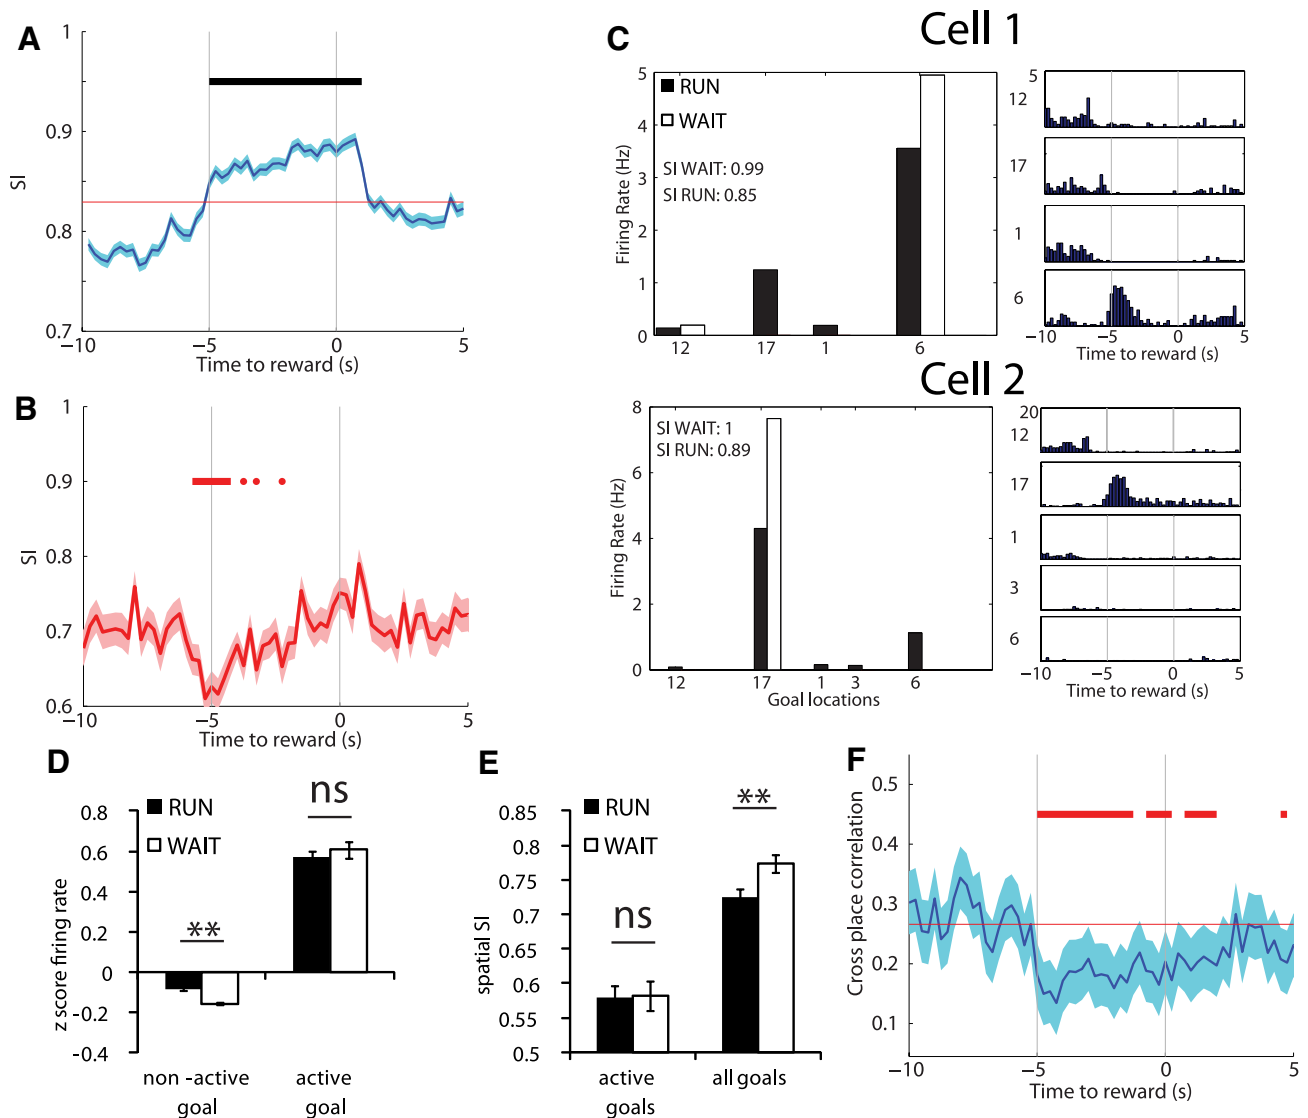 A
1
0.9
SI
0.8
0.7
−10
−5
0
5
Time to reward (s)
B
1
0.9
SI
0.8
0.7
0.6
−10
−5
0
5
Time to reward (s)
C
Cell 1
5
4
3
2
1
0
Firing Rate (Hz)
RUN
WAIT
SI WAIT: 0.99
SI RUN: 0.85
12
17
1
6
5
12
17
1
6
−10
−5
0
5
Time to reward (s)
Cell 2
8
6
4
2
0
Firing Rate (Hz)
SI WAIT: 1
SI RUN: 0.89
12
17
1
3
6
Goal locations
20
12
17
1
3
6
−10
−5
0
5
Time to reward (s)
D
0.8
0.6
0.4
0.2
0
-0.2
-0.4
z score firing rate
RUN
WAIT
**
ns
non -active goal
active goal
E
0.85
0.8
0.75
0.7
0.65
0.6
0.55
0.5
spatial SI
RUN
WAIT
ns
**
active goals
all goals
F
0.5
0.4
0.3
0.2
0.1
Cross place correlation
−10
−5
0
5
Time to reward (s)